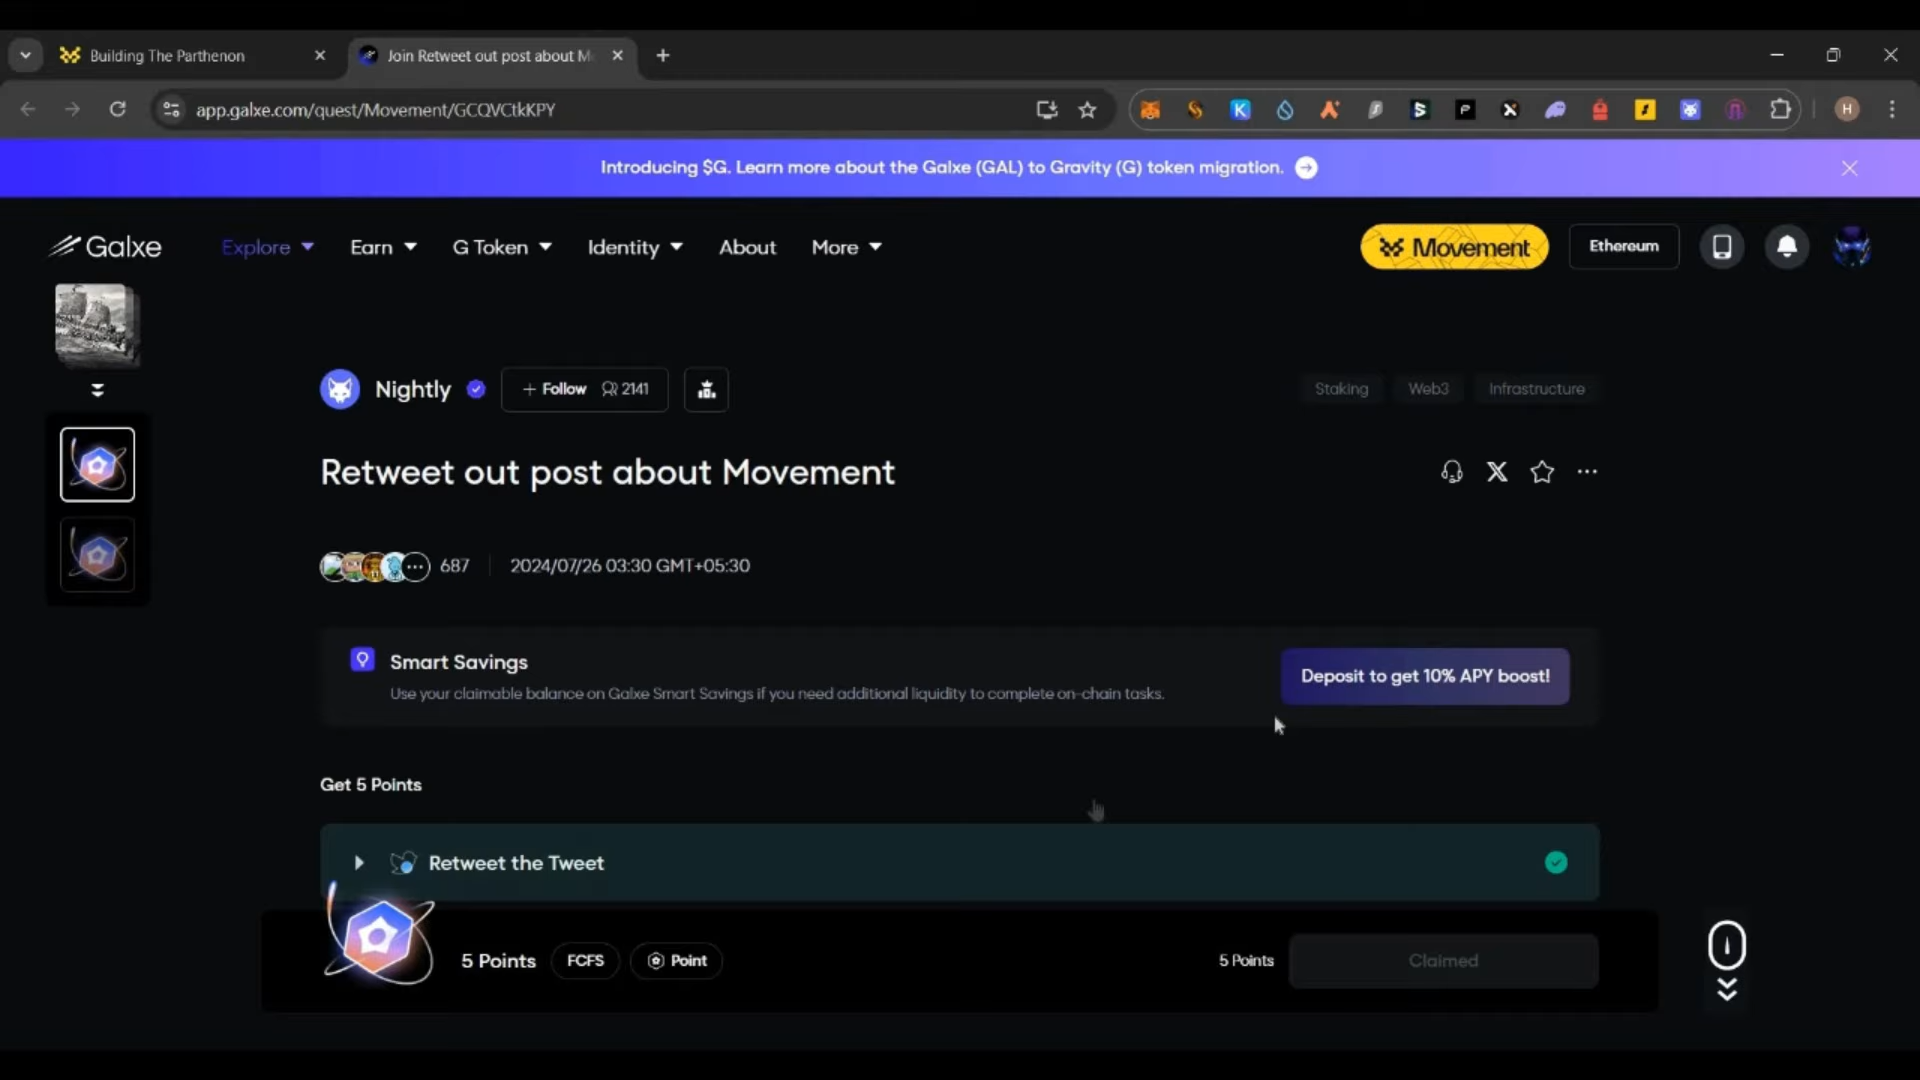 Building The Parthenon
Join Retweet out post about M
app.galxe.com/quest/Movement/GCQVCtkKPY
H
Introducing $G. Learn more about the Galxe (GAL) to Gravity (G) token migration.
Galxe
Explore
Earn
G Token
Identity
About
More
Movement
Ethereum
Nightly
+ Follow 2141
Staking
Web3
Infrastructure
Retweet out post about Movement
687
2024/07/26 03:30 GMT+05:30
Smart Savings
Use your claimable balance on Galxe Smart Savings if you need additional liquidity to complete on-chain tasks.
Deposit to get 10% APY boost!
Get 5 Points
Retweet the Tweet
5 Points
FCFS
Point
5 Points
Claimed